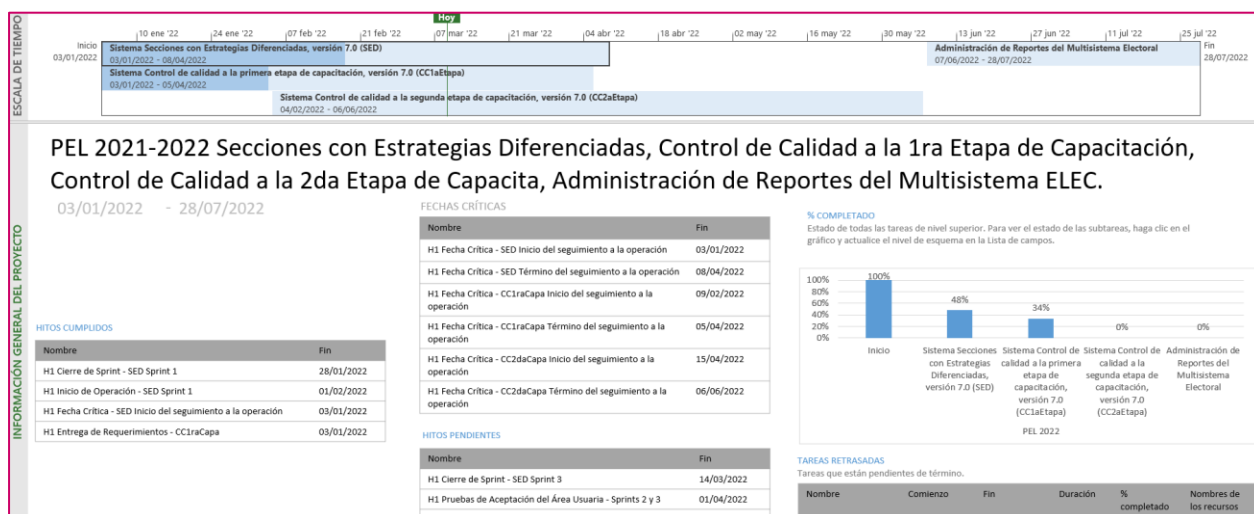 ESCALA DE TIEMPO
Hoy
10 ene '22 24 ene '22 07 feb '22 21 feb '22 07 mar '22 21 mar '22 04 abr '22 18 abr '22 02 may '22 16 may '22 30 may '22 13 jun '22 27 jun '22 11 jul '22 25 jul '22
Inicio
03/01/2022
Sistema Secciones con Estrategias Diferenciadas, versión 7.0 (SED)
03/01/2022 - 08/04/2022
Administración de Reportes del Multisistema Electoral
07/06/2022 - 28/07/2022
Fin
28/07/2022
Sistema Control de calidad a la primera etapa de capacitación, versión 7.0 (CC1aEtapa)
03/01/2022 - 05/04/2022
Sistema Control de calidad a la segunda etapa de capacitación, versión 7.0 (CC2aEtapa)
04/02/2022 - 06/06/2022
INFORMACIÓN GENERAL DEL PROYECTO
PEL 2021-2022 Secciones con Estrategias Diferenciadas, Control de Calidad a la 1ra Etapa de Capacitación,
Control de Calidad a la 2da Etapa de Capacita, Administración de Reportes del Multisistema ELEC.
03/01/2022 - 28/07/2022
HITOS CUMPLIDOS
Nombre Fin
H1 Cierre de Sprint - SED Sprint 1 28/01/2022
H1 Inicio de Operación - SED Sprint 1 01/02/2022
H1 Fecha Crítica - SED Inicio del seguimiento a la operación 03/01/2022
H1 Entrega de Requerimientos - CC1raCapa 03/01/2022
FECHAS CRÍTICAS
Nombre Fin
H1 Fecha Crítica - SED Inicio del seguimiento a la operación 03/01/2022
H1 Fecha Crítica - SED Término del seguimiento a la operación 08/04/2022
H1 Fecha Crítica - CC1raCapa Inicio del seguimiento a la 09/02/2022
operación
H1 Fecha Crítica - CC1raCapa Término del seguimiento a la 05/04/2022
operación
H1 Fecha Crítica - CC2daCapa Inicio del seguimiento a la 15/04/2022
operación
H1 Fecha Crítica - CC2daCapa Término del seguimiento a la 06/06/2022
operación
HITOS PENDIENTES
Nombre Fin
H1 Cierre de Sprint - SED Sprint 3 14/03/2022
H1 Pruebas de Aceptación del Área Usuaria - Sprints 2 y 3 01/04/2022
% COMPLETADO
Estado de todas las tareas de nivel superior. Para ver el estado de las subtareas, haga clic en el
gráfico y actualice el nivel de esquema en la Lista de campos.
100%
80%
60%
40%
20%
0%
100%
48%
34%
0%
0%
Inicio
Sistema Secciones
con Estrategias
Diferenciadas,
versión 7.0 (SED)
Sistema Control de
calidad a la primera
etapa de
capacitación,
versión 7.0
(CC1aEtapa)
Sistema Control de
calidad a la
segunda etapa de
capacitación,
versión 7.0
(CC2aEtapa)
Administración de
Reportes del
Multisistema
Electoral
PEL 2022
TAREAS RETRASADAS
Tareas que están pendientes de término.
Nombre Comienzo Fin Duración % Nombres de
completado los recursos